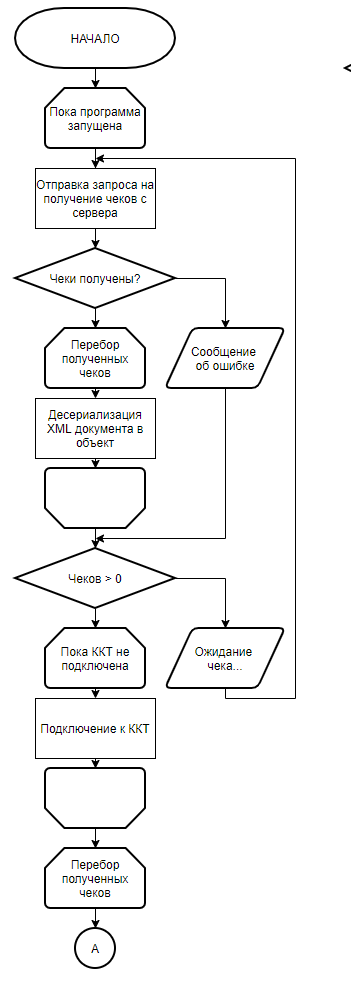 НАЧАЛО
Пока программа
запущена
Отправка запроса на
получение чеков с
сервера
Чеки получены?
Перебор
полученных
чеков
Сообщение
об ошибке
Десериализация
XML документа в
объект
Чеков > 0
Пока ККТ не
подключена
Ожидание
чека...
Подключение к ККТ
Перебор
полученных
чеков
А